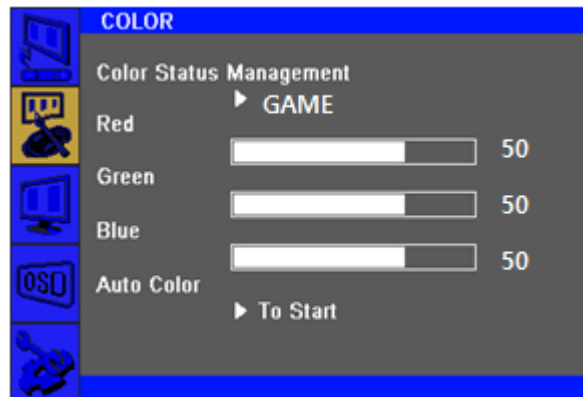 COLOR
Color Status Management
GAME
Red
50
Green
50
Blue
50
Auto Color
To Start
OSD